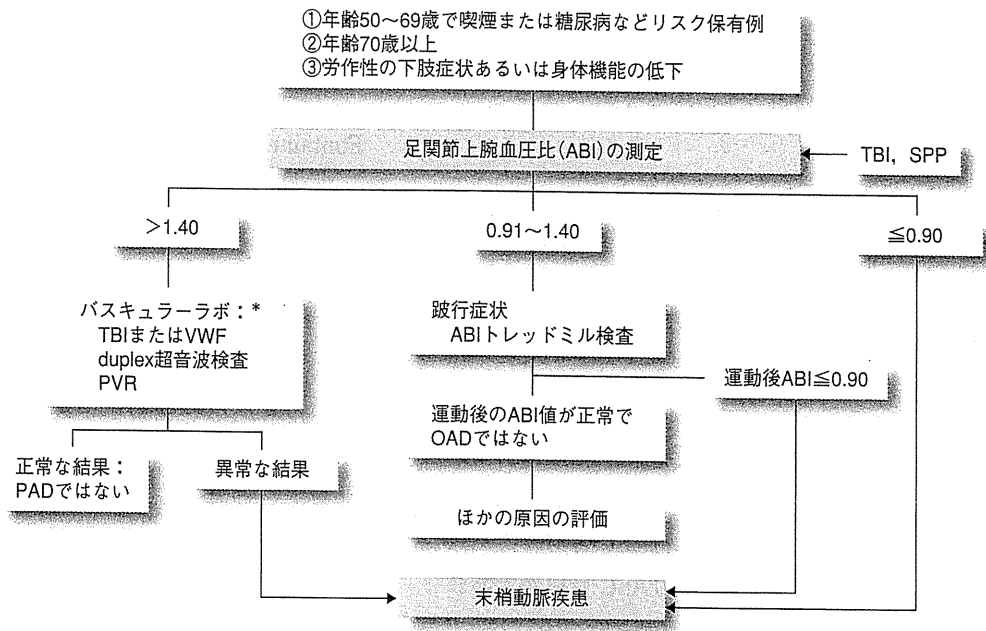 ①年齢50〜69歳で喫煙または糖尿病などリスク保有例
②年齢70歳以上
③労作性の下肢症状あるいは身体機能の低下
足関節上腕血圧比(ABI)の測定
TBI, SPP
>1.40
0.91〜1.40
≦0.90
バスキュラーラボ：*
TBIまたはVWF
duplex超音波検査
PVR
跛行症状
ABIトレッドミル検査
運動後ABI≦0.90
運動後のABI値が正常で
OADではない
正常な結果：
PADではない
異常な結果
ほかの原因の評価
末梢動脈疾患